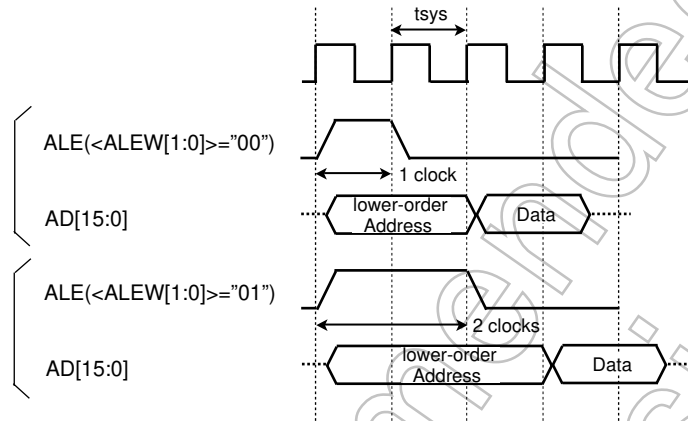 tsys
ALE(<ALEW[1:0]>="00")
1 clock
AD[15:0]
lower-order
Address
Data
ALE(<ALEW[1:0]>="01")
2 clocks
AD[15:0]
lower-order
Address
Data